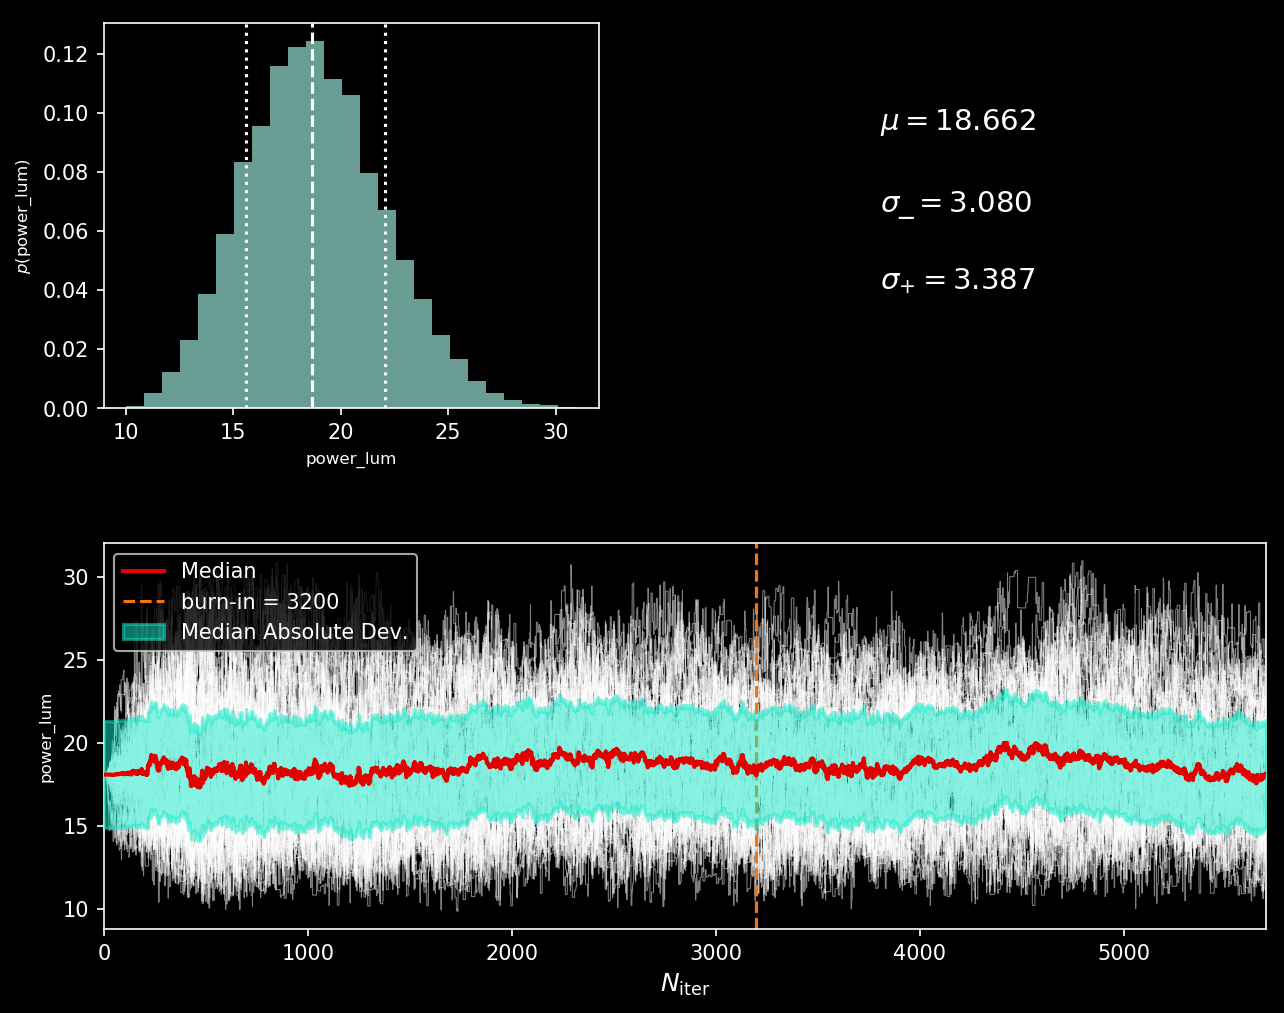 0.12
0.10
0.08
0.06
0.04
0.02
0.00
p(power_lum)
10 15 20 25 30
power_lum
μ = 18.662
σ₋ = 3.080
σ₊ = 3.387
Median
burn-in = 3200
Median Absolute Dev.
30
25
20
15
10
power_lum
0 1000 2000 3000 4000 5000
N_iter